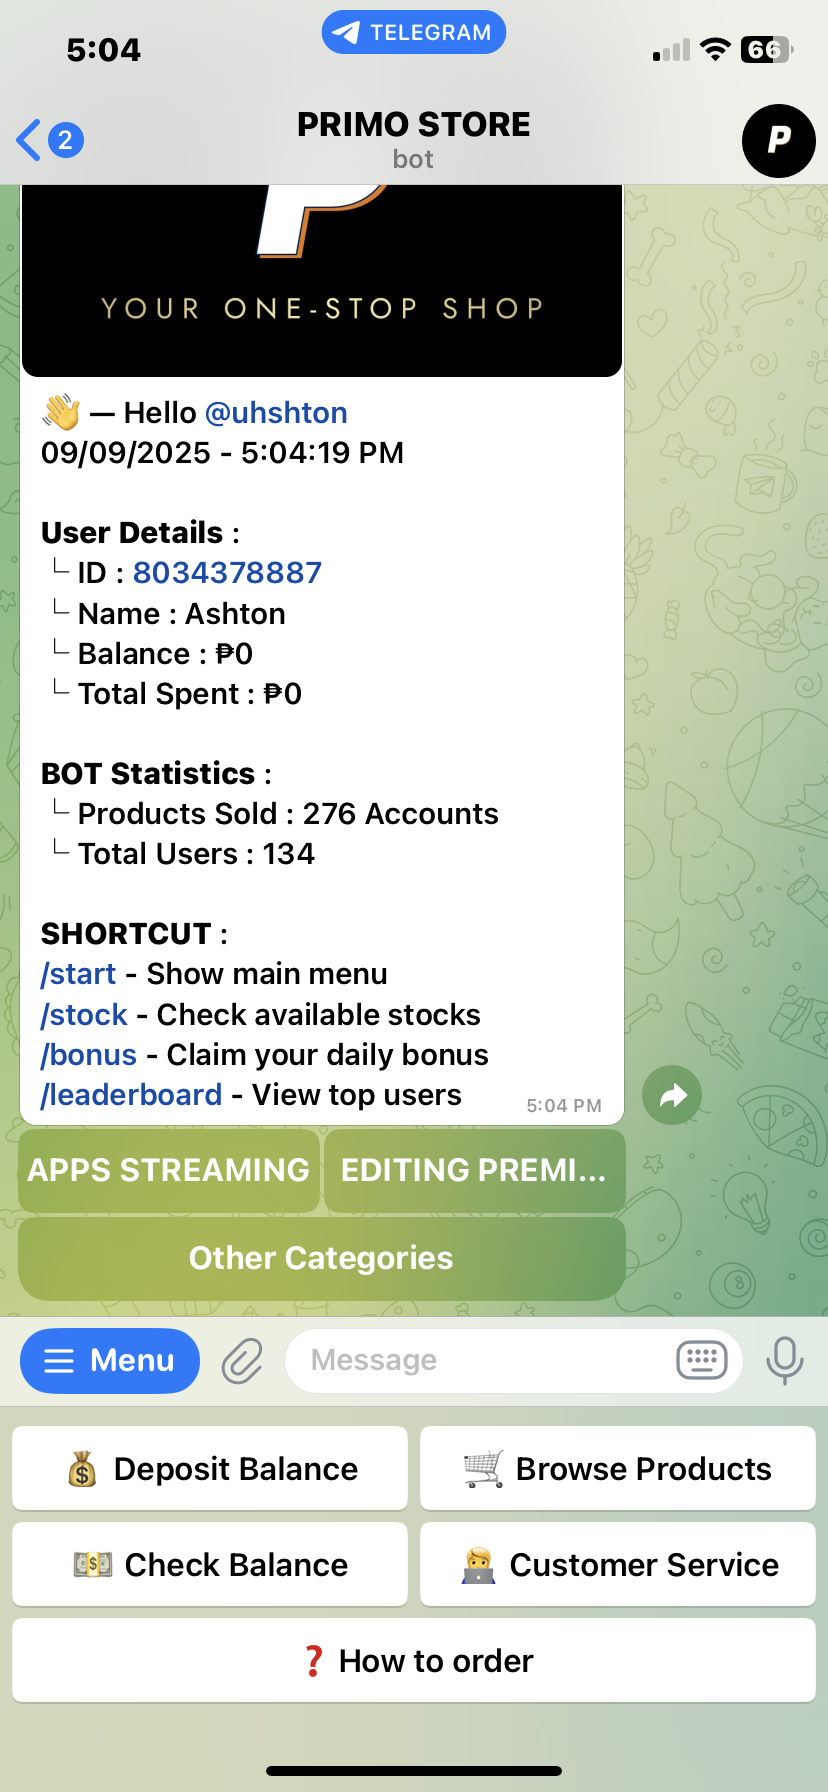 5:04
TELEGRAM
66
2
PRIMO STORE
bot
P
P
YOUR ONE-STOP SHOP
👋 — Hello @uhshton
09/09/2025 - 5:04:19 PM
User Details :
└ ID : 8034378887
└ Name : Ashton
└ Balance : ₱0
└ Total Spent : ₱0
BOT Statistics :
└ Products Sold : 276 Accounts
└ Total Users : 134
SHORTCUT :
/start - Show main menu
/stock - Check available stocks
/bonus - Claim your daily bonus
/leaderboard - View top users
5:04 PM
APPS STREAMING
EDITING PREMI...
Other Categories
Menu
Message
💰 Deposit Balance
🛒 Browse Products
💵 Check Balance
🧑‍💻 Customer Service
❓ How to order